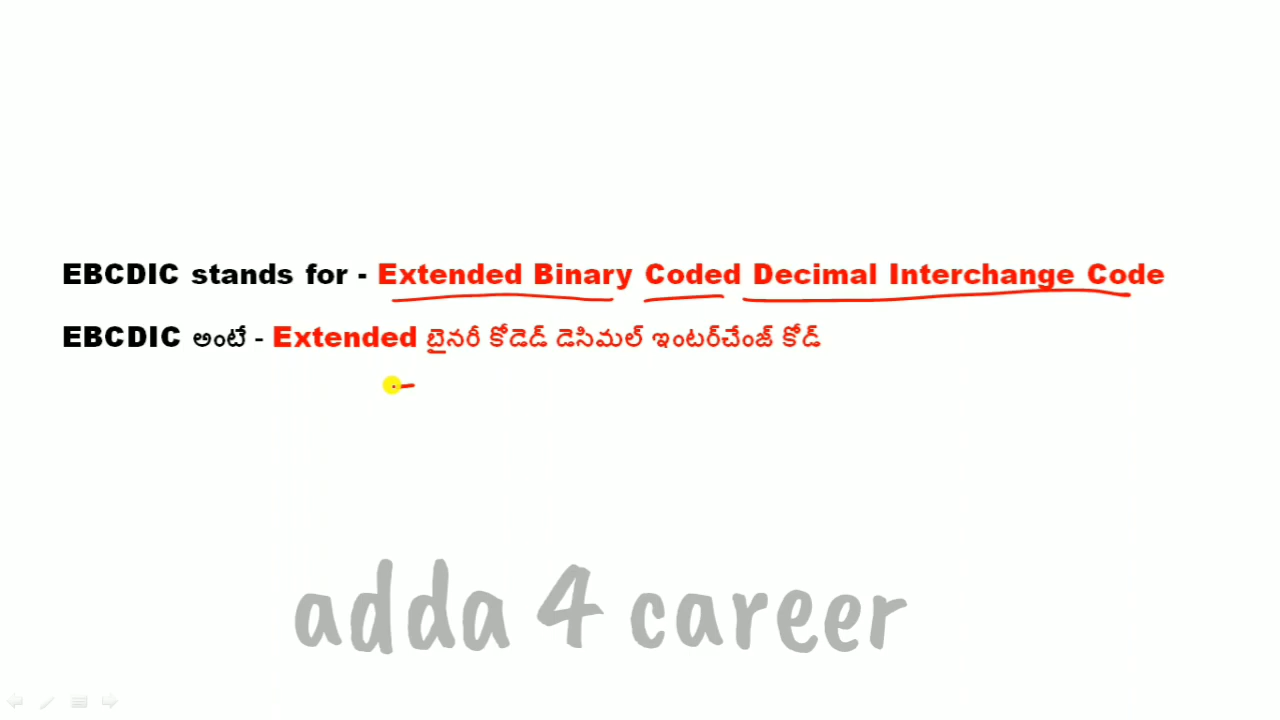 EBCDIC stands for - Extended Binary Coded Decimal Interchange Code
EBCDIC అంటే - Extended బైనరీ కోడెడ్ డెసిమల్ ఇంటర్‌చేంజ్ కోడ్
adda 4 career